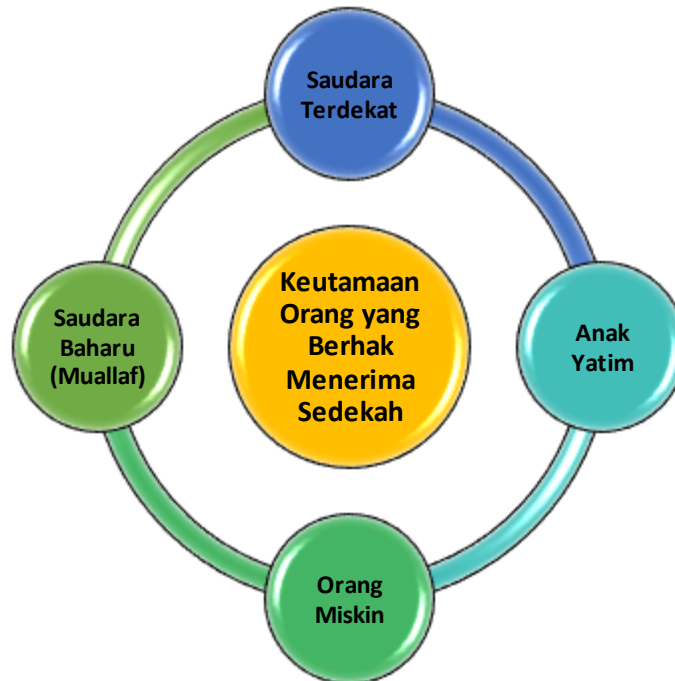 Saudara
Terdekat
Keutamaan
Orang yang
Berhak
Menerima
Sedekah
Anak
Yatim
Orang
Miskin
Saudara
Baharu
(Muallaf)